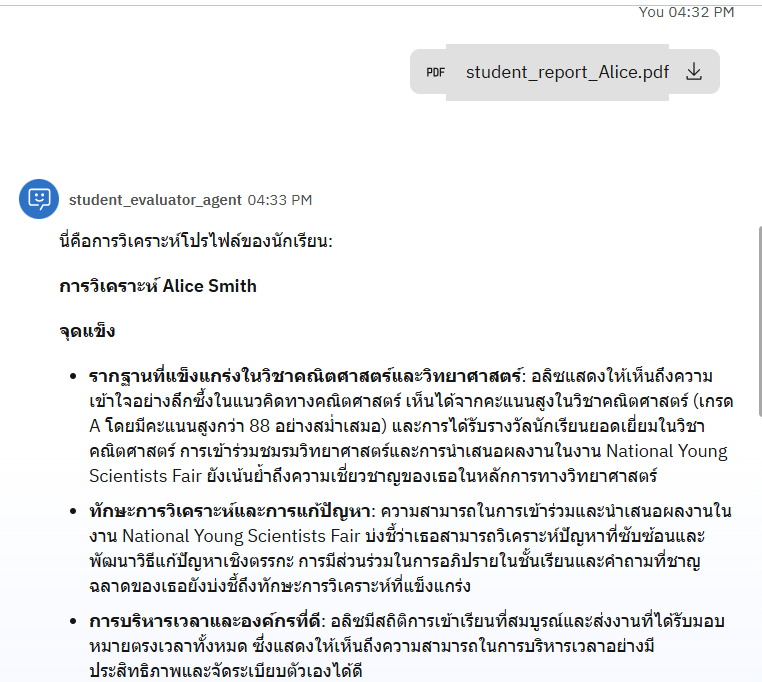 You 04:32 PM
PDF student_report_Alice.pdf
student_evaluator_agent 04:33 PM
นี่คือการวิเคราะห์โปรไฟล์ของนักเรียน:
การวิเคราะห์ Alice Smith
จุดแข็ง
• รากฐานที่แข็งแกร่งในวิชาคณิตศาสตร์และวิทยาศาสตร์: อลิซแสดงให้เห็นถึงความ
เข้าใจอย่างลึกซึ้งในแนวคิดทางคณิตศาสตร์ เห็นได้จากคะแนนสูงในวิชาคณิตศาสตร์ (เกรด
A โดยมีคะแนนสูงกว่า 88 อย่างสม่ำเสมอ) และการได้รับรางวัลนักเรียนยอดเยี่ยมในวิชา
คณิตศาสตร์ การเข้าร่วมชมรมวิทยาศาสตร์และการนำเสนอผลงานในงาน National Young
Scientists Fair ยังเน้นย้ำถึงความเชี่ยวชาญของเธอในหลักการทางวิทยาศาสตร์
• ทักษะการวิเคราะห์และการแก้ปัญหา: ความสามารถในการเข้าร่วมและนำเสนอผลงานใน
งาน National Young Scientists Fair บ่งชี้ว่าเธอสามารถวิเคราะห์ปัญหาที่ซับซ้อนและ
พัฒนาวิธีแก้ปัญหาเชิงตรรกะ การมีส่วนร่วมในการอภิปรายในชั้นเรียนและคำถามที่ชาญ
ฉลาดของเธอยังบ่งชี้ถึงทักษะการวิเคราะห์ที่แข็งแกร่ง
• การบริหารเวลาและองค์กรที่ดี: อลิซมีสถิติการเข้าเรียนที่สมบูรณ์และส่งงานที่ได้รับมอบ
หมายตรงเวลาทั้งหมด ซึ่งแสดงให้เห็นถึงความสามารถในการบริหารเวลาอย่างมี
ประสิทธิภาพและจัดระเบียบตัวเองได้ดี